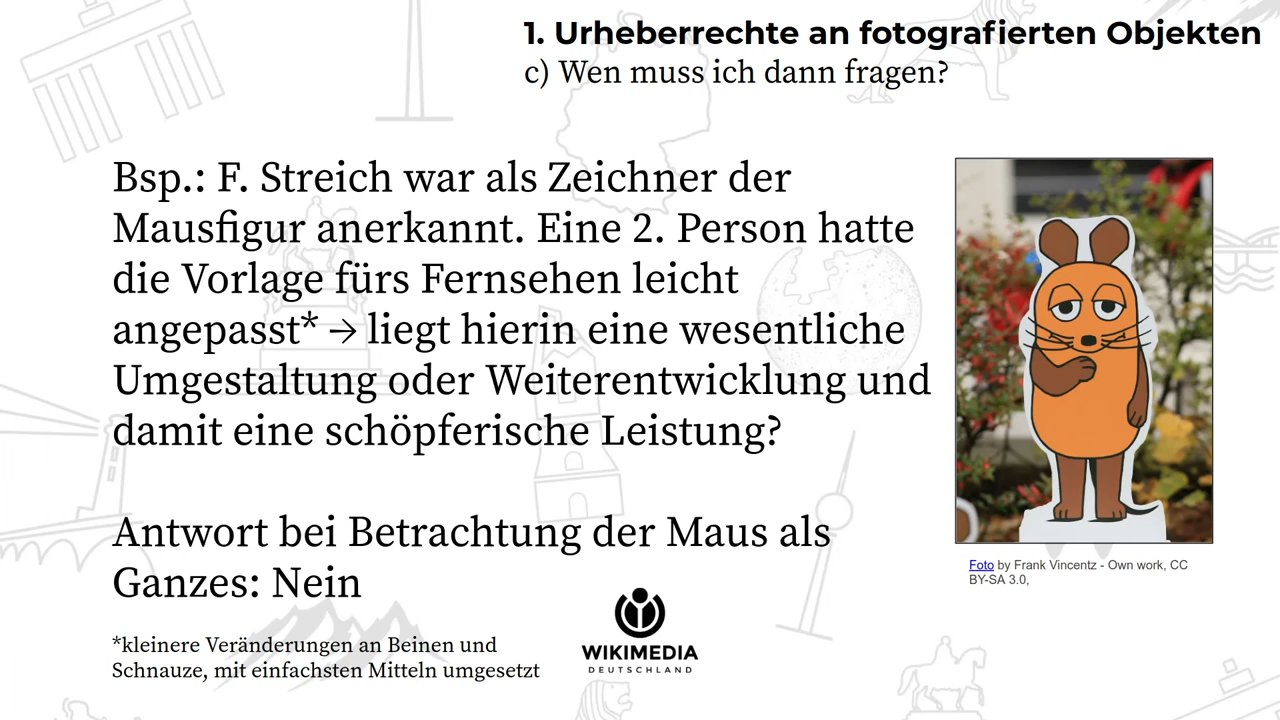 1. Urheberrechte an fotografierten Objekten
c) Wen muss ich dann fragen?
Bsp.: F. Streich war als Zeichner der
Mausfigur anerkannt. Eine 2. Person hatte
die Vorlage fürs Fernsehen leicht
angepasst* → liegt hierin eine wesentliche
Umgestaltung oder Weiterentwicklung und
damit eine schöpferische Leistung?
Antwort bei Betrachtung der Maus als
Ganzes: Nein
*kleinere Veränderungen an Beinen und
Schnauze, mit einfachsten Mitteln umgesetzt
Foto by Frank Vincentz - Own work, CC
BY-SA 3.0,
WIKIMEDIA
DEUTSCHLAND